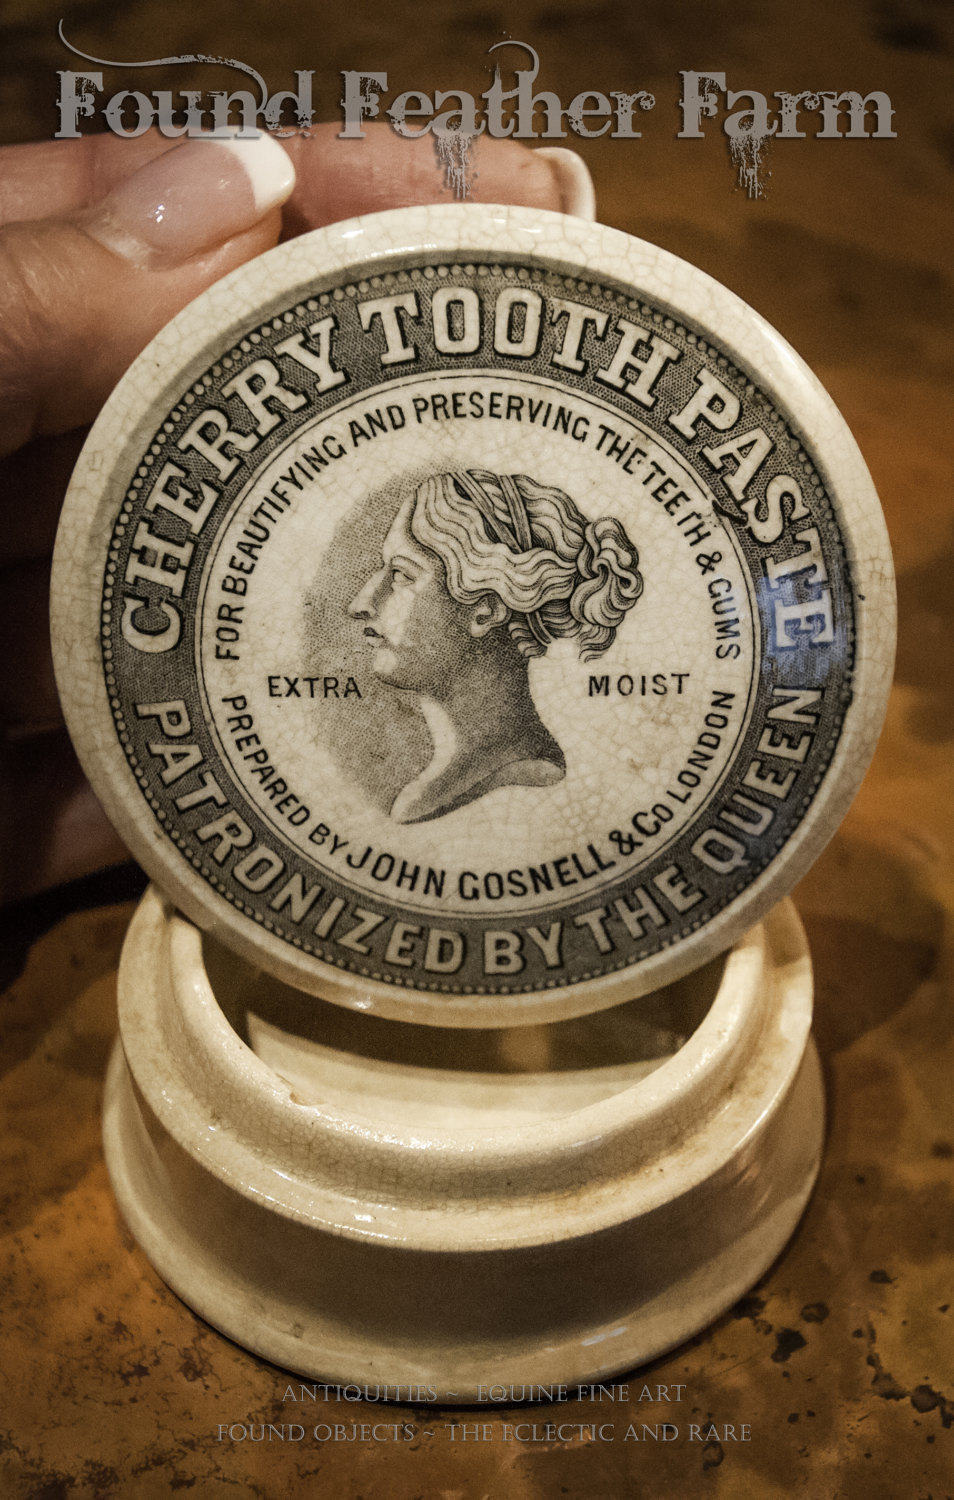 Found Feather Farm
CHERRY TOOTH PASTE
FOR BEAUTIFYING AND PRESERVING THE TEETH & GUMS
EXTRA MOIST
PREPARED BY JOHN GOSNELL & Co LONDON
PATRONIZED BY THE QUEEN
ANTIQUITIES ~ EQUINE FINE ART
FOUND OBJECTS ~ THE ECLECTIC AND RARE